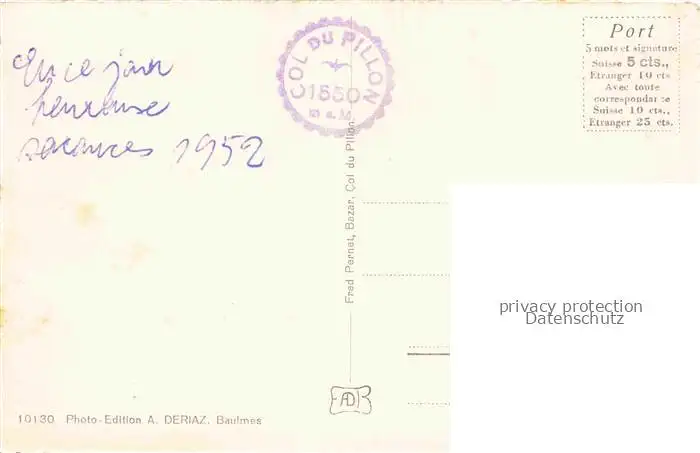 En ce jour
heureuse
vacances 1952
COL DU PILLON
1550
m s. M.
Port
5 mots et signature
Suisse 5 cts.,
Etranger 10 cts
Avec toute
correspondance
Suisse 10 cts.,
Etranger 25 cts.
Fred Pernet, Bazar, Col du Pillon
privacy protection
Datenschutz
AD
10130 Photo-Edition A. DERIAZ, Baulmes